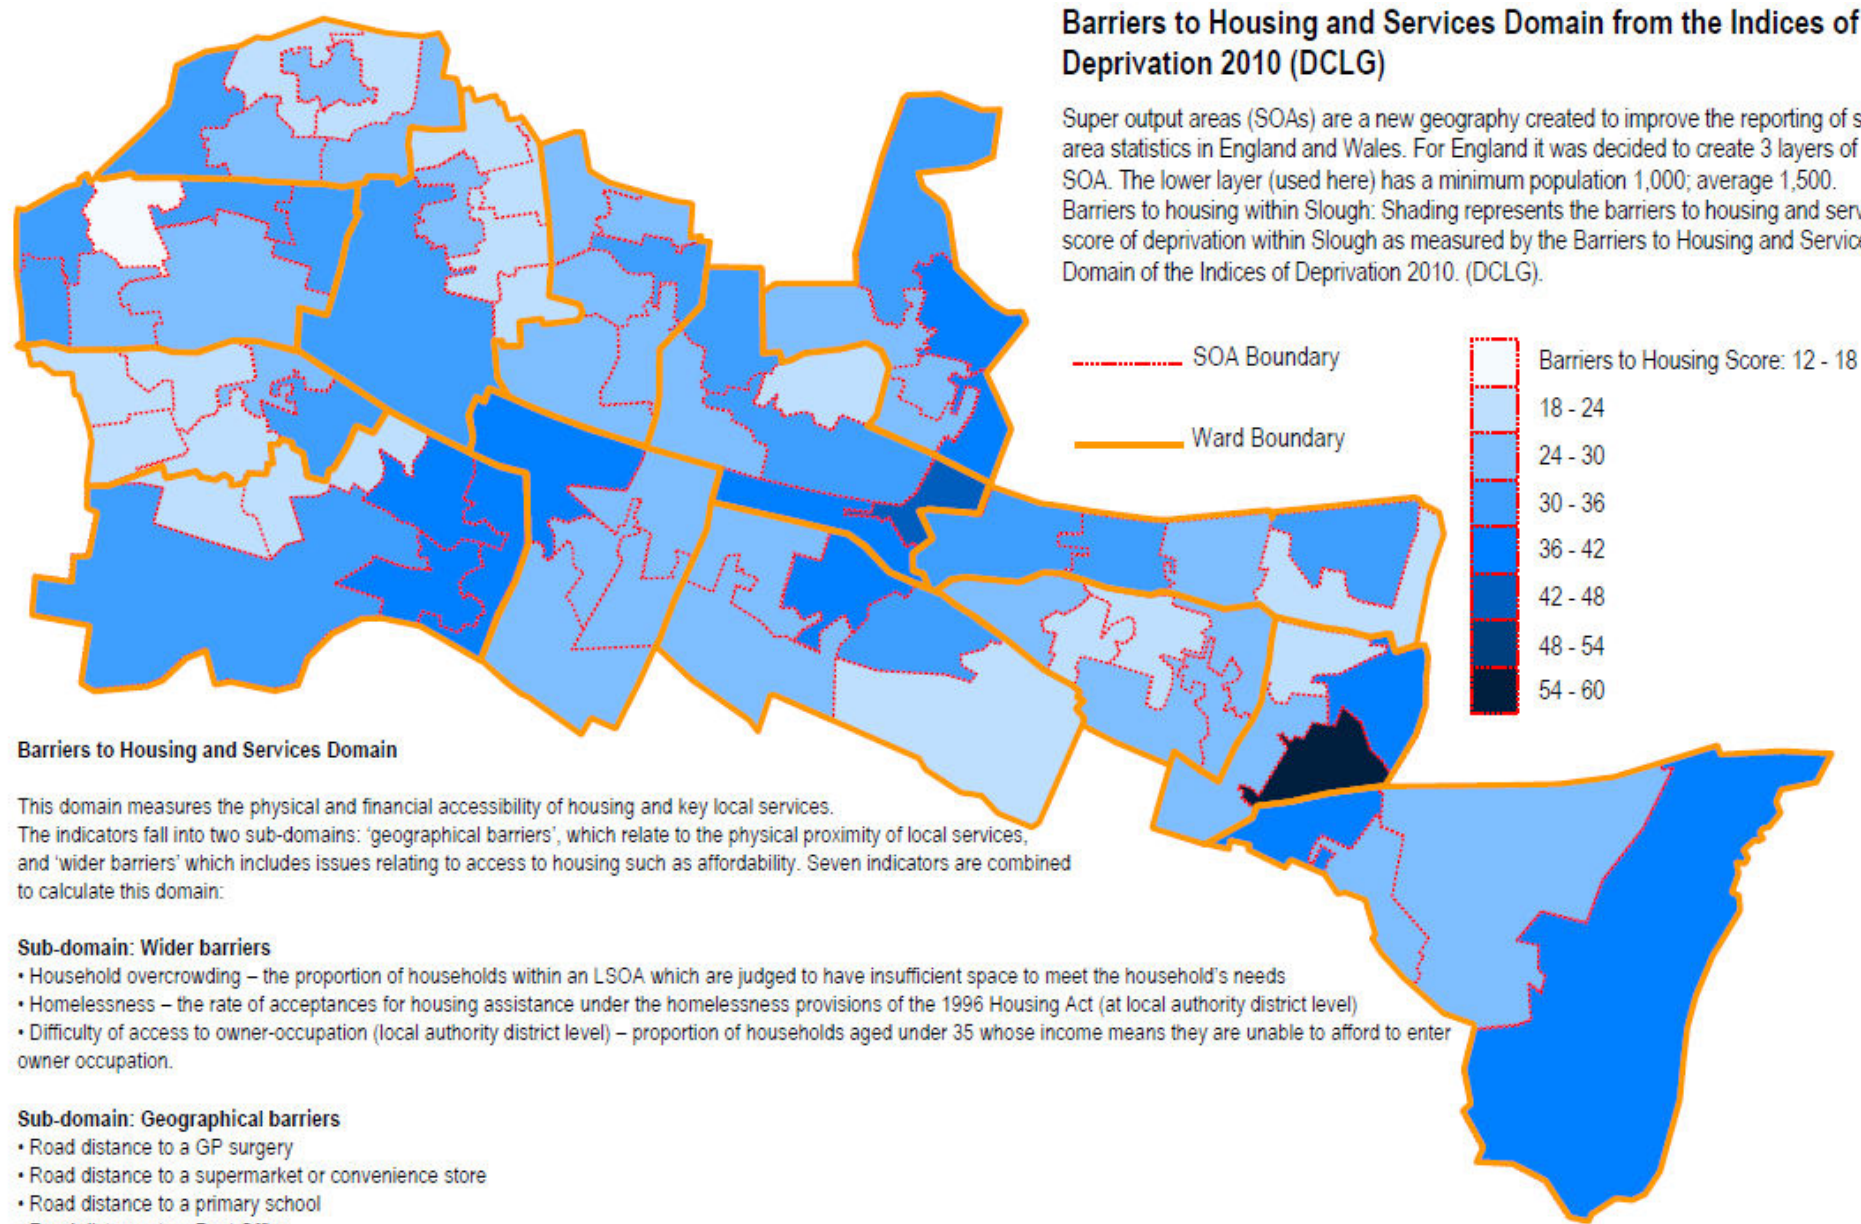 Barriers to Housing and Services Domain from the Indices of
Deprivation 2010 (DCLG)
Super output areas (SOAs) are a new geography created to improve the reporting of s
area statistics in England and Wales. For England it was decided to create 3 layers of
SOA. The lower layer (used here) has a minimum population 1,000; average 1,500.
Barriers to housing within Slough: Shading represents the barriers to housing and serv
score of deprivation within Slough as measured by the Barriers to Housing and Service
Domain of the Indices of Deprivation 2010. (DCLG).
SOA Boundary
Ward Boundary
Barriers to Housing Score: 12 - 18
18 - 24
24 - 30
30 - 36
36 - 42
42 - 48
48 - 54
54 - 60
Barriers to Housing and Services Domain
This domain measures the physical and financial accessibility of housing and key local services.
The indicators fall into two sub-domains: ‘geographical barriers’, which relate to the physical proximity of local services,
and ‘wider barriers’ which includes issues relating to access to housing such as affordability. Seven indicators are combined
to calculate this domain:
Sub-domain: Wider barriers
• Household overcrowding – the proportion of households within an LSOA which are judged to have insufficient space to meet the household’s needs
• Homelessness – the rate of acceptances for housing assistance under the homelessness provisions of the 1996 Housing Act (at local authority district level)
• Difficulty of access to owner-occupation (local authority district level) – proportion of households aged under 35 whose income means they are unable to afford to enter
owner occupation.
Sub-domain: Geographical barriers
• Road distance to a GP surgery
• Road distance to a supermarket or convenience store
• Road distance to a primary school